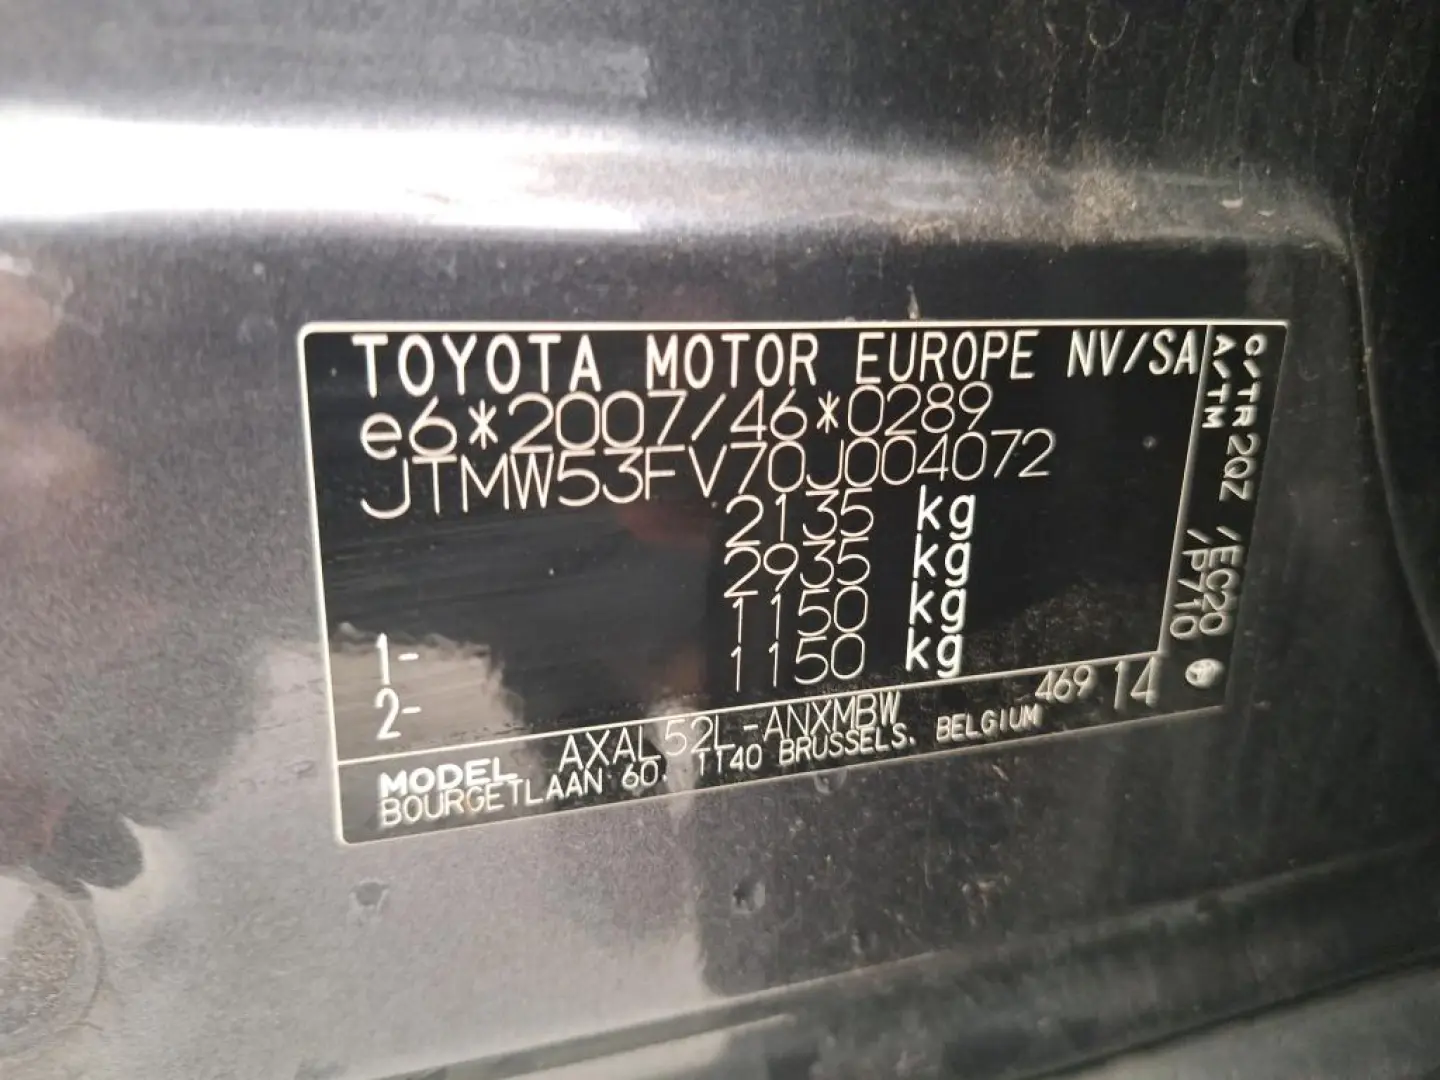 TOYOTA MOTOR EUROPE NV/SA
e6*2007/46*0289
JTMW53FV70J004072
2135 kg
2935 kg
1- 1150 kg
2- 1150 kg
469 14
MODEL AXAL52L-ANXMBW
BOURGETLAAN 60, 1140 BRUSSELS, BELGIUM
C/TR 2QZ /EC20
A/TM /P710